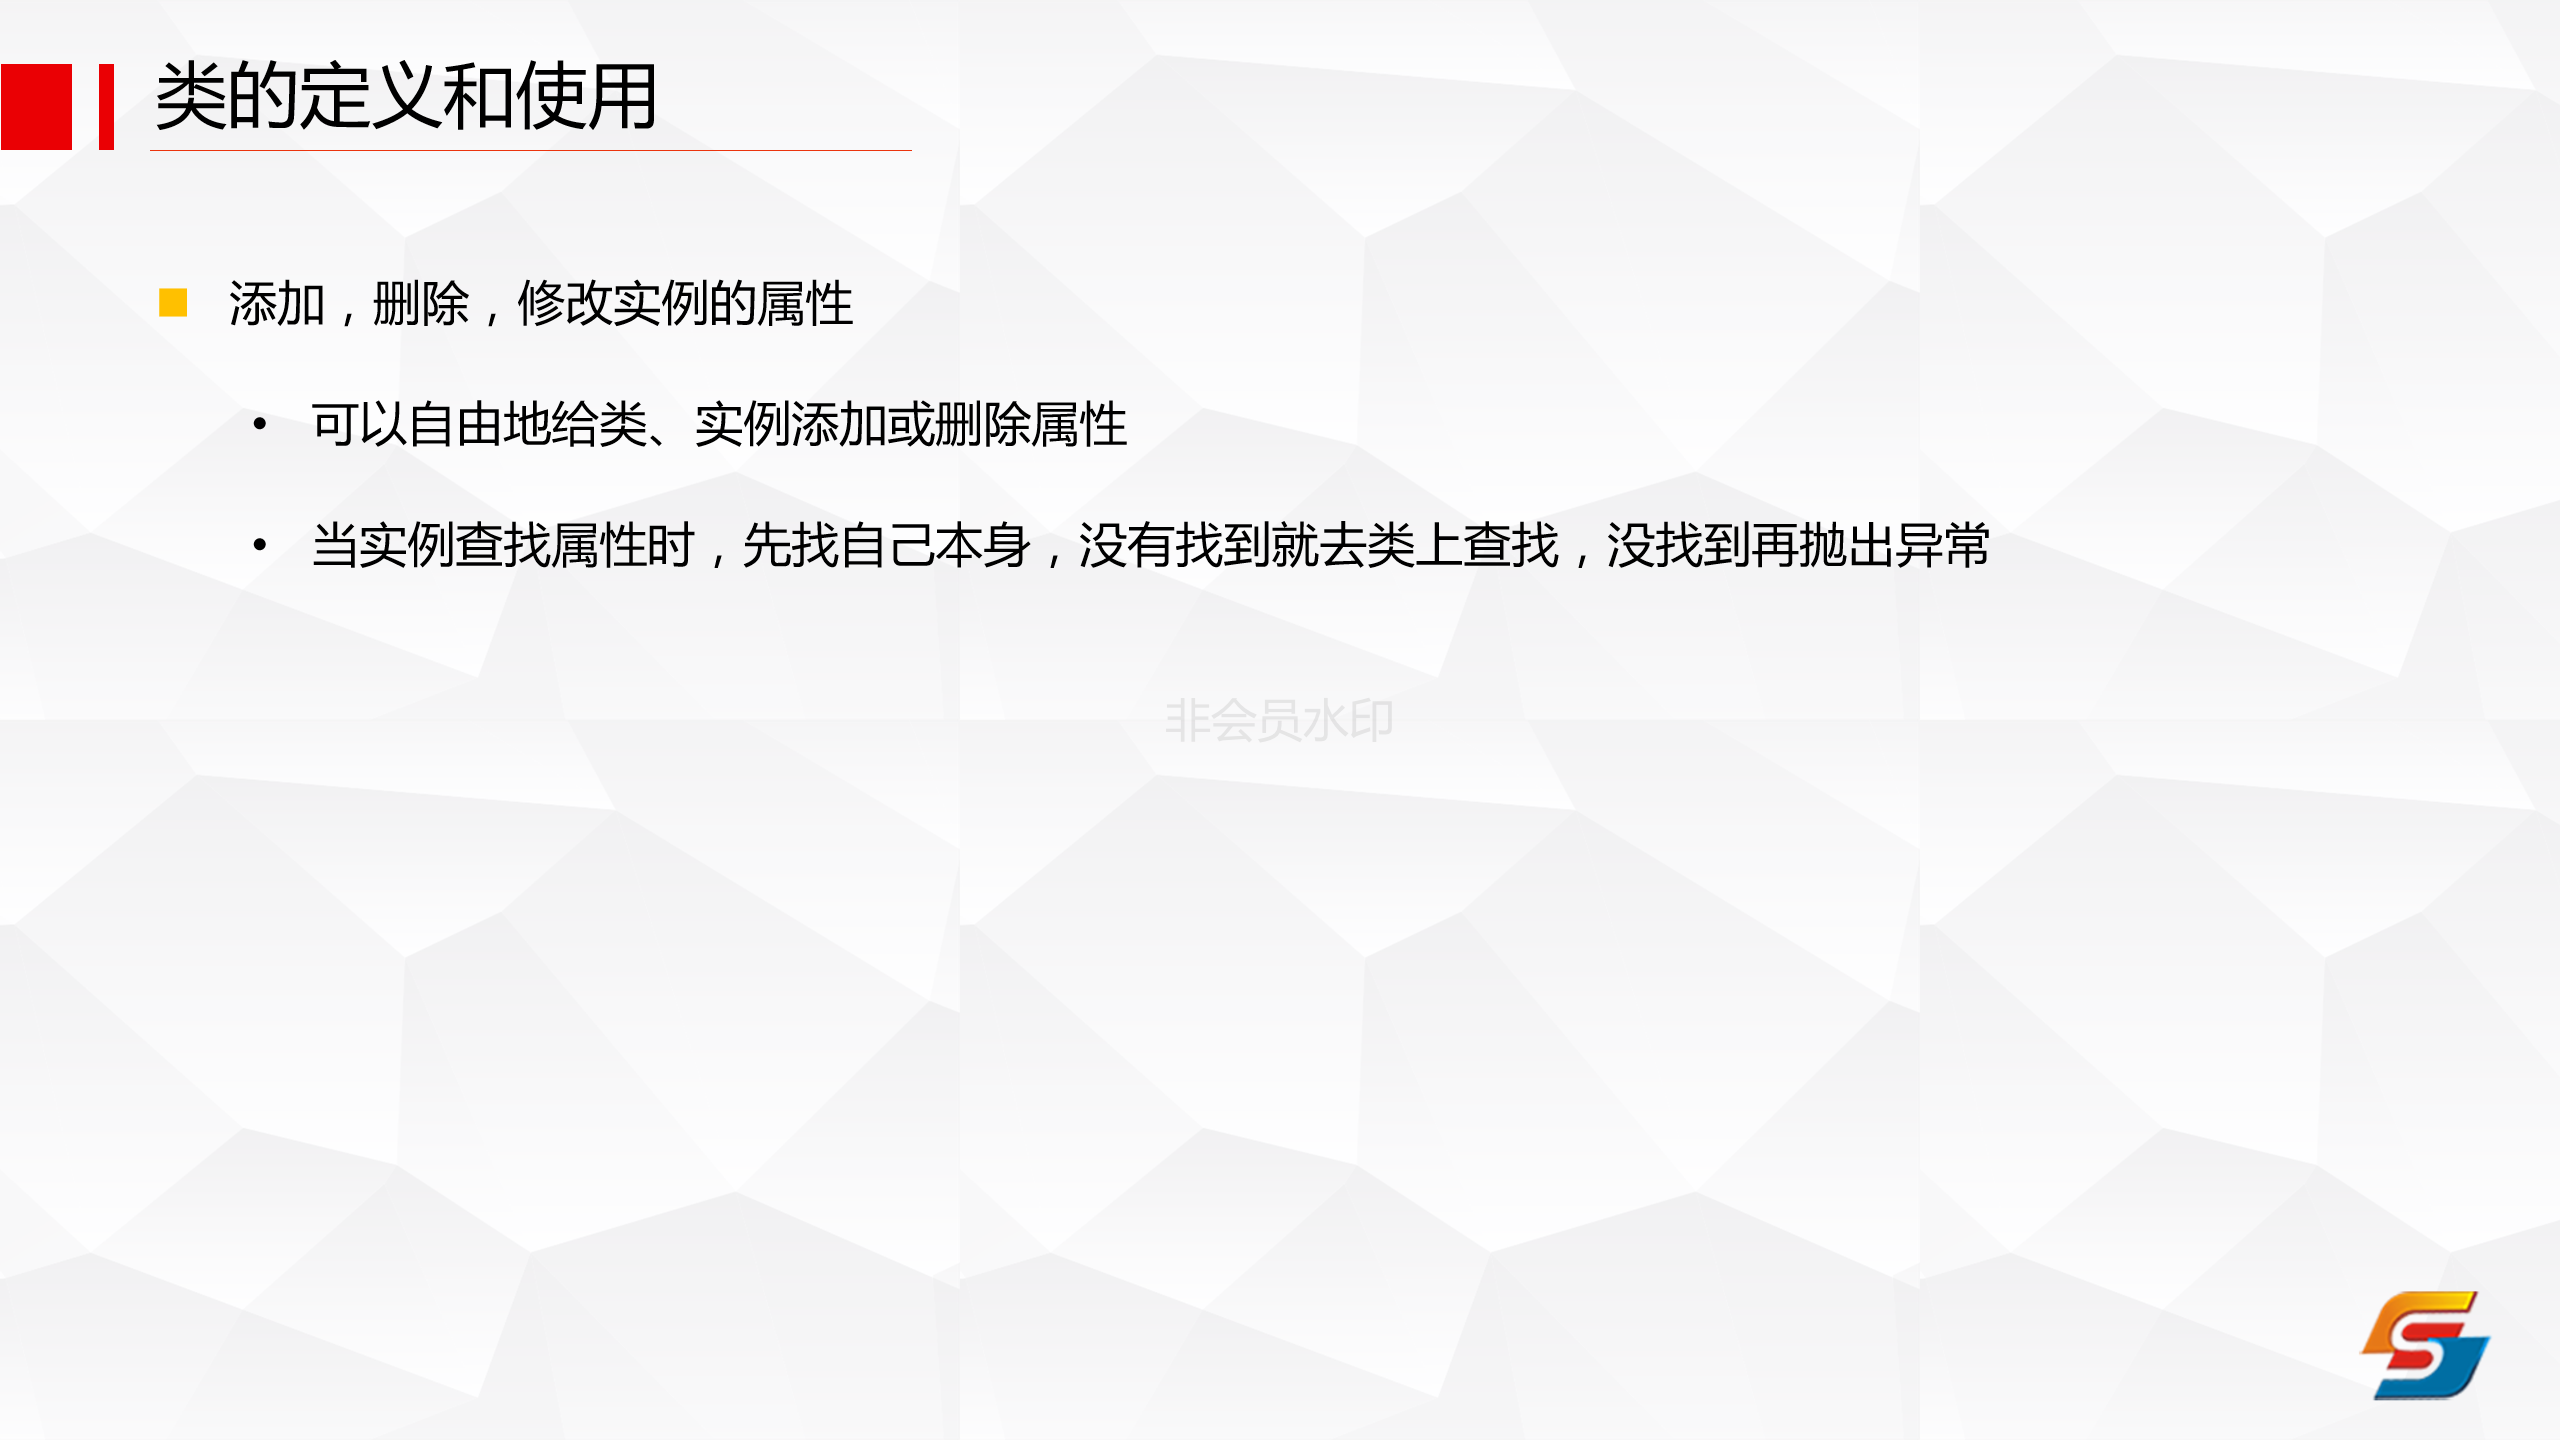 类的定义和使用
添加，删除，修改实例的属性
• 可以自由地给类、实例添加或删除属性
• 当实例查找属性时，先找自己本身，没有找到就去类上查找，没找到再抛出异常
非会员水印